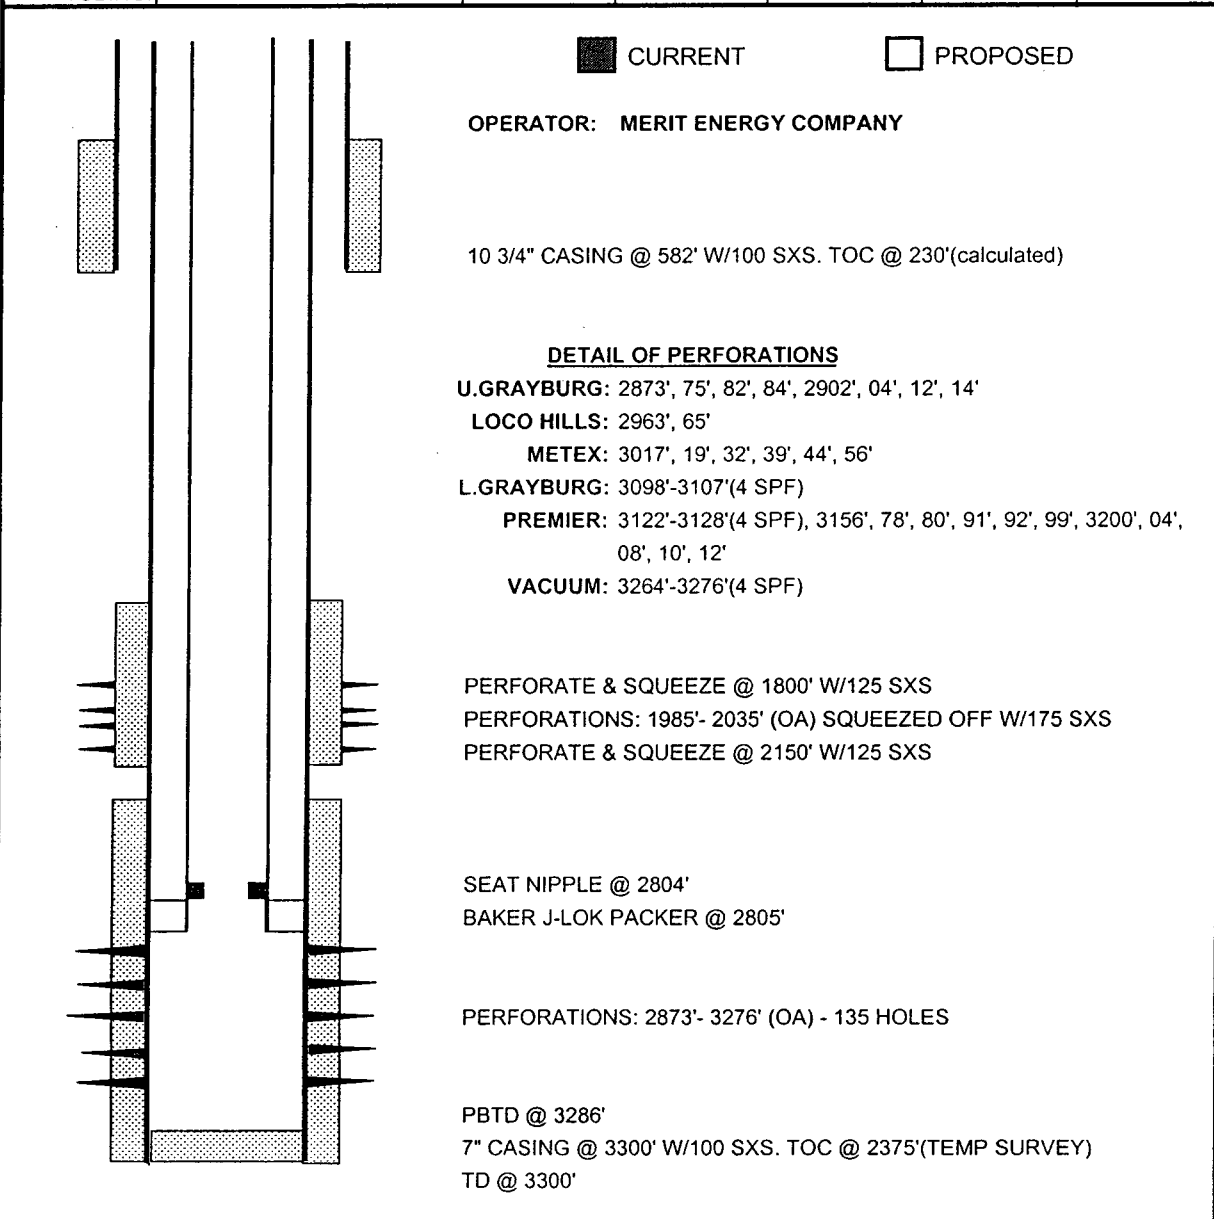 CURRENT PROPOSED
OPERATOR: MERIT ENERGY COMPANY
10 3/4" CASING @ 582' W/100 SXS. TOC @ 230'(calculated)
DETAIL OF PERFORATIONS
U.GRAYBURG: 2873', 75', 82', 84', 2902', 04', 12', 14'
LOCO HILLS: 2963', 65'
METEX: 3017', 19', 32', 39', 44', 56'
L.GRAYBURG: 3098'-3107'(4 SPF)
PREMIER: 3122'-3128'(4 SPF), 3156', 78', 80', 91', 92', 99', 3200', 04',
08', 10', 12'
VACUUM: 3264'-3276'(4 SPF)
PERFORATE & SQUEEZE @ 1800' W/125 SXS
PERFORATIONS: 1985'- 2035' (OA) SQUEEZED OFF W/175 SXS
PERFORATE & SQUEEZE @ 2150' W/125 SXS
SEAT NIPPLE @ 2804'
BAKER J-LOK PACKER @ 2805'
PERFORATIONS: 2873'- 3276' (OA) - 135 HOLES
PBTD @ 3286'
7" CASING @ 3300' W/100 SXS. TOC @ 2375'(TEMP SURVEY)
TD @ 3300'